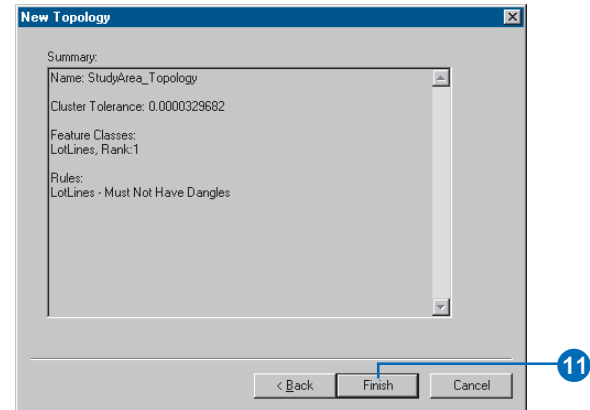 New Topology
Summary:
Name: StudyArea_Topology
Cluster Tolerance: 0.0000329682
Feature Classes:
LotLines, Rank:1
Rules:
LotLines - Must Not Have Dangles
< Back
Finish
Cancel
11